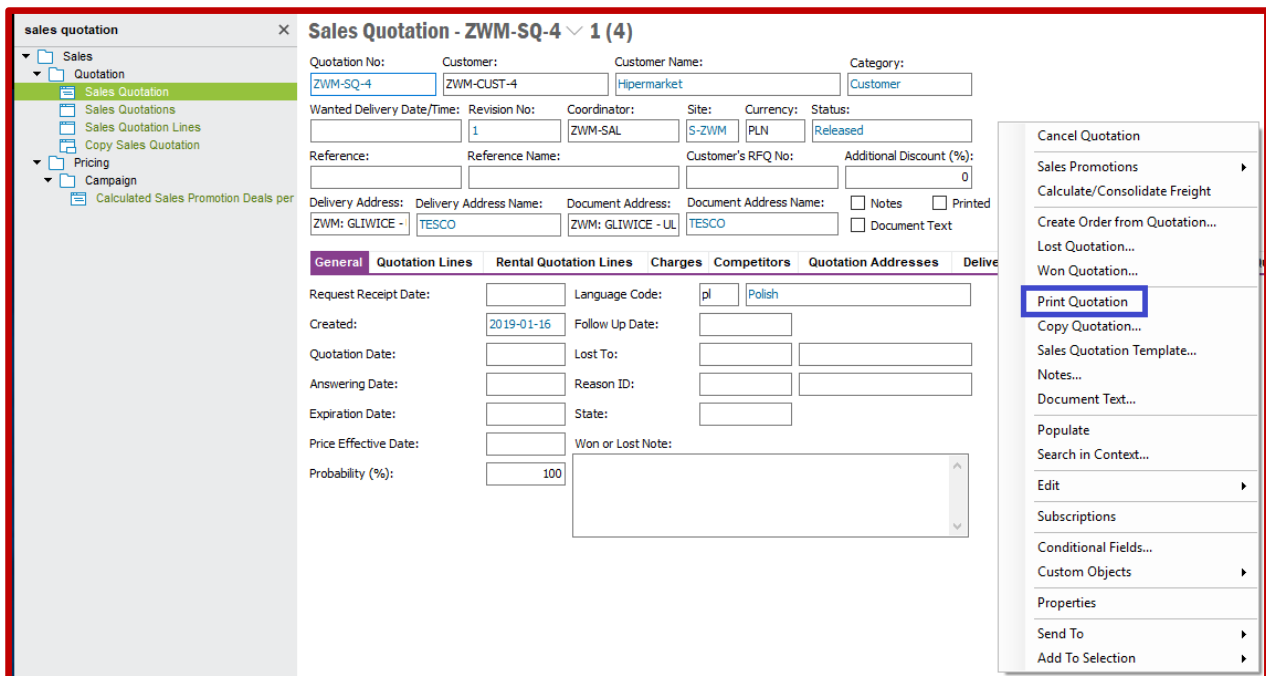 sales quotation
Sales
Quotation
Sales Quotation
Sales Quotations
Sales Quotation Lines
Copy Sales Quotation
Pricing
Campaign
Calculated Sales Promotion Deals per
Sales Quotation - ZWM-SQ-4 1 (4)
Quotation No: Customer: Customer Name: Category:
ZWM-SQ-4 ZWM-CUST-4 Hipermarket Customer
Wanted Delivery Date/Time: Revision No: Coordinator: Site: Currency: Status:
1 ZWM-SAL S-ZWM PLN Released
Reference: Reference Name: Customer's RFQ No: Additional Discount (%):
0
Delivery Address: Delivery Address Name: Document Address: Document Address Name: Notes Printed
ZWM: GLIWICE - TESCO ZWM: GLIWICE - UL TESCO Document Text
General Quotation Lines Rental Quotation Lines Charges Competitors Quotation Addresses Delive
Request Receipt Date: Language Code: pl Polish
Created: 2019-01-16 Follow Up Date:
Quotation Date: Lost To:
Answering Date: Reason ID:
Expiration Date: State:
Price Effective Date: Won or Lost Note:
Probability (%): 100
Cancel Quotation
Sales Promotions
Calculate/Consolidate Freight
Create Order from Quotation...
Lost Quotation...
Won Quotation...
Print Quotation
Copy Quotation...
Sales Quotation Template...
Notes...
Document Text...
Populate
Search in Context...
Edit
Subscriptions
Conditional Fields...
Custom Objects
Properties
Send To
Add To Selection